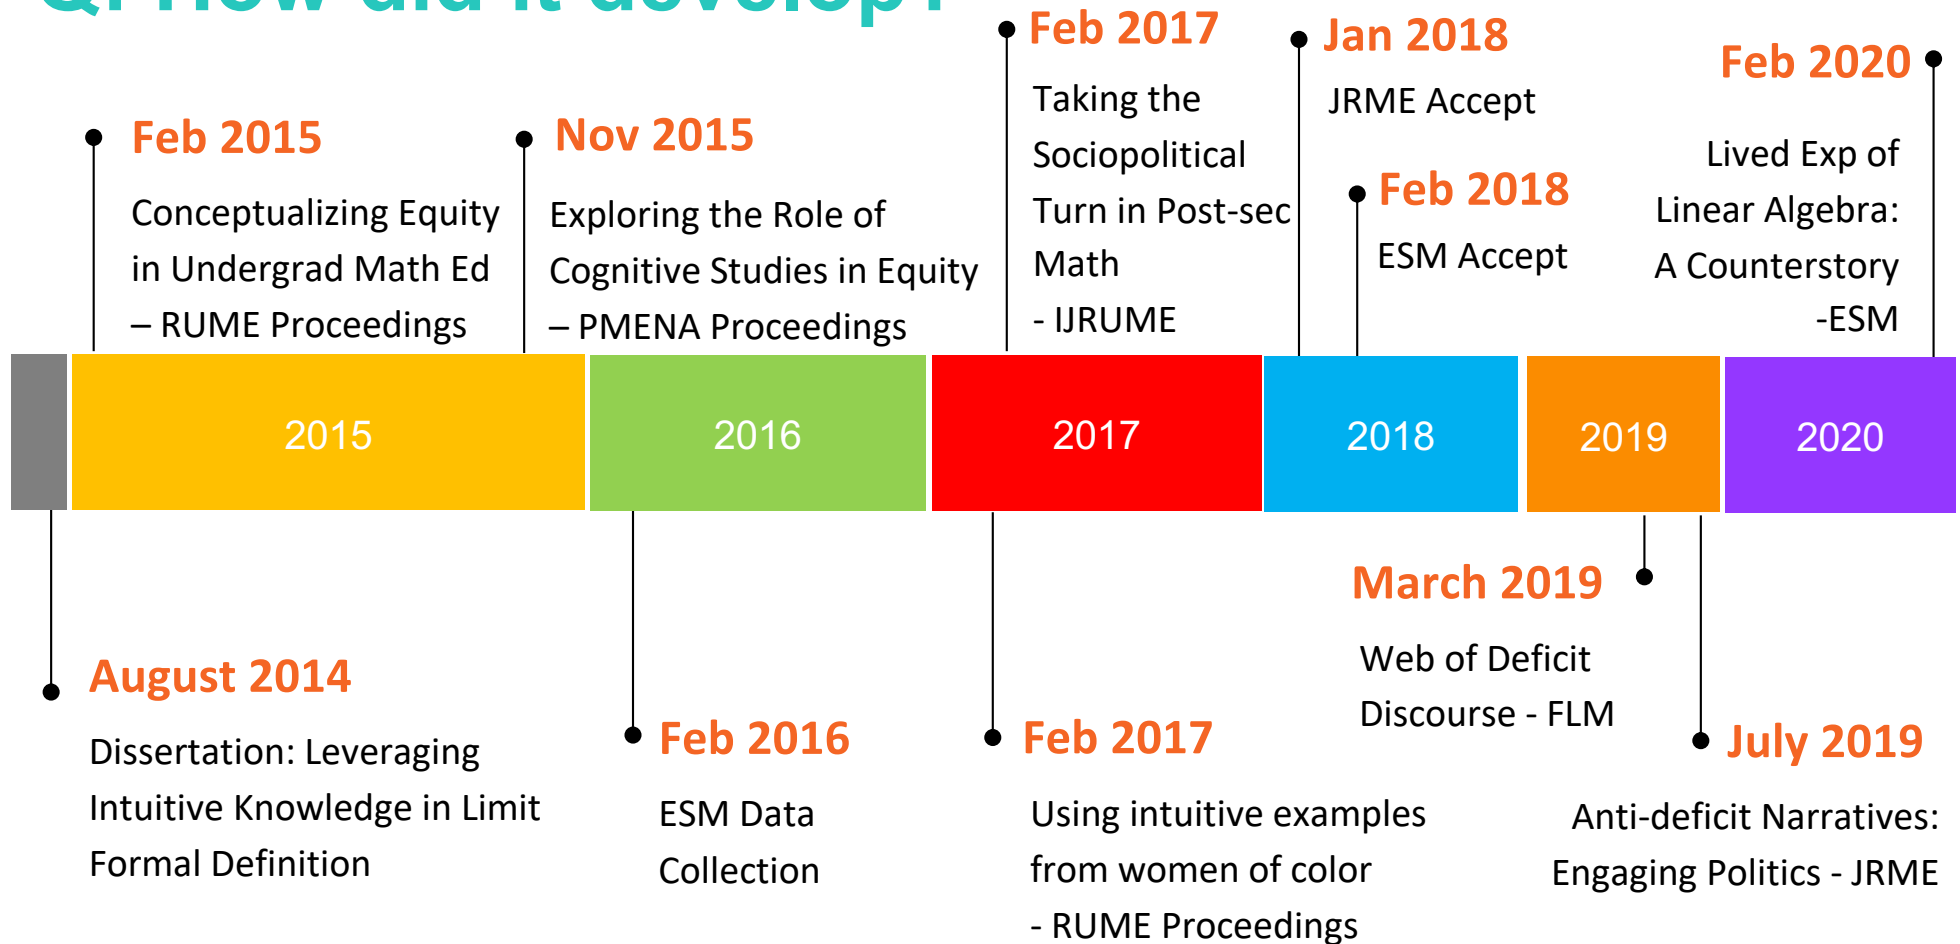 Q: How did it develop?
Feb 2015
Conceptualizing Equity
in Undergrad Math Ed
– RUME Proceedings
Nov 2015
Exploring the Role of
Cognitive Studies in Equity
– PMENA Proceedings
Feb 2017
Taking the
Sociopolitical
Turn in Post-sec
Math
- IJRUME
Jan 2018
JRME Accept
Feb 2018
ESM Accept
Feb 2020
Lived Exp of
Linear Algebra:
A Counterstory
-ESM
2015
2016
2017
2018
2019
2020
August 2014
Dissertation: Leveraging
Intuitive Knowledge in Limit
Formal Definition
Feb 2016
ESM Data
Collection
Feb 2017
Using intuitive examples
from women of color
- RUME Proceedings
March 2019
Web of Deficit
Discourse - FLM
July 2019
Anti-deficit Narratives:
Engaging Politics - JRME